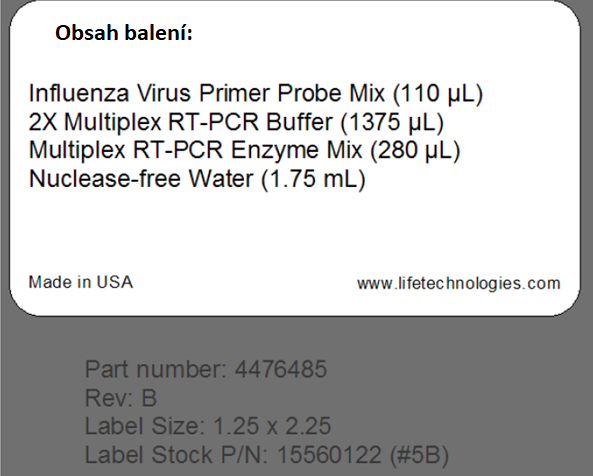 Obsah balení:
Influenza Virus Primer Probe Mix (110 µL)
2X Multiplex RT-PCR Buffer (1375 µL)
Multiplex RT-PCR Enzyme Mix (280 µL)
Nuclease-free Water (1.75 mL)
Made in USA www.lifetechnologies.com
Part number: 4476485
Rev: B
Label Size: 1.25 x 2.25
Label Stock P/N: 15560122 (#5B)